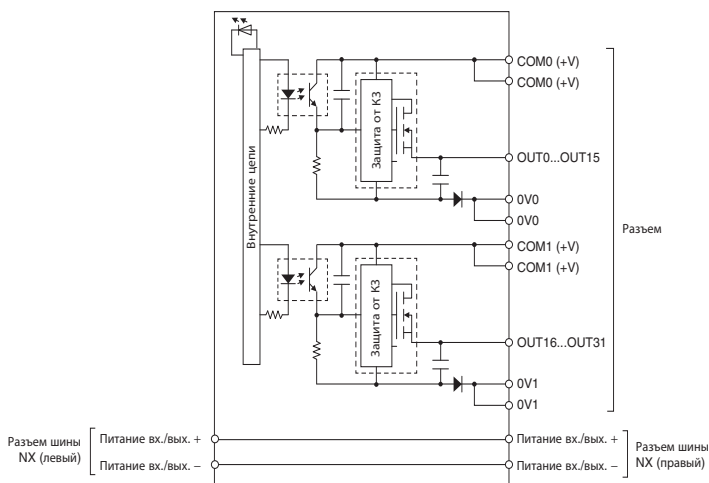 COM0 (+V)
COM0 (+V)
Защита от КЗ
OUT0...OUT15
Внутренние цепи
0V0
0V0
Разъем
COM1 (+V)
COM1 (+V)
Защита от КЗ
OUT16...OUT31
0V1
0V1
Разъем шины
NX (левый)
Питание вх./вых. +
Питание вх./вых. –
Питание вх./вых. +
Питание вх./вых. –
Разъем шины
NX (правый)